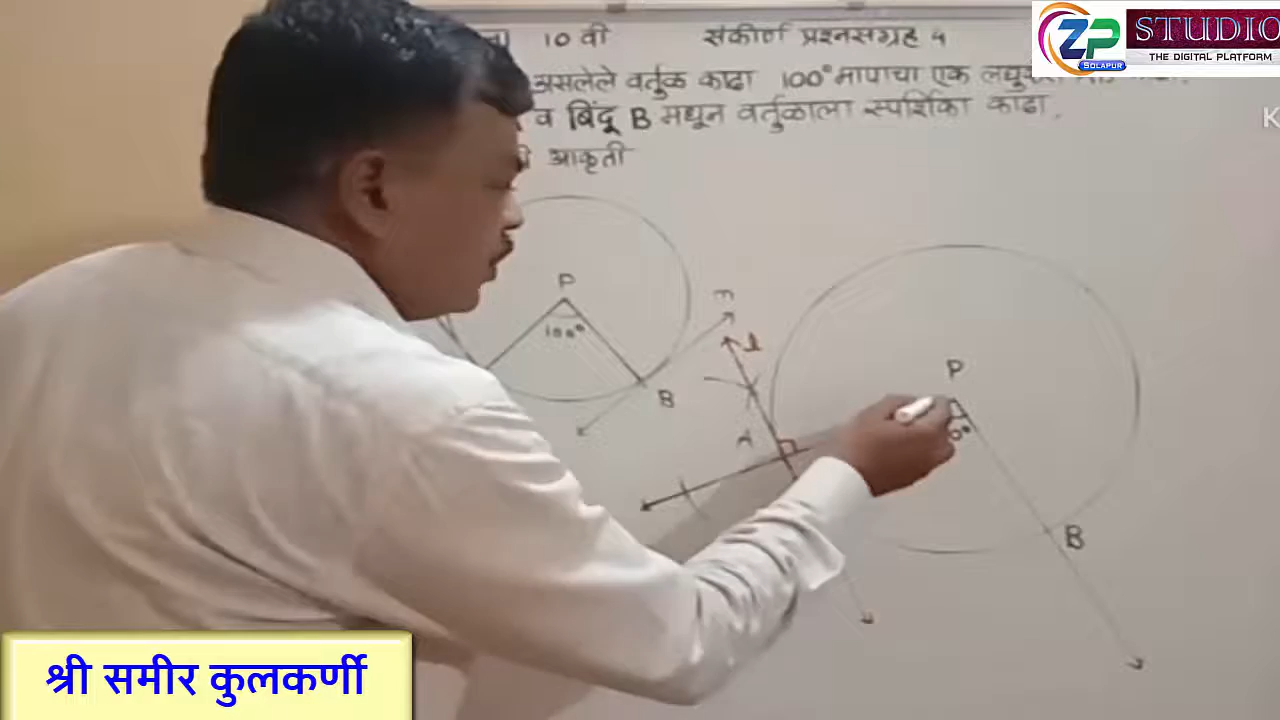 ZP STUDIO
SOLAPUR THE DIGITAL PLATFORM
10 वी संकीर्ण प्रश्नसग्रह ५
असलेले वर्तुळ काढा 100° मापाचा एक
व बिंदू B मधून वर्तुळाला स्पर्शिका काढा.
आकृती
P
100°
m
l
B
P
A
B
श्री समीर कुलकर्णी